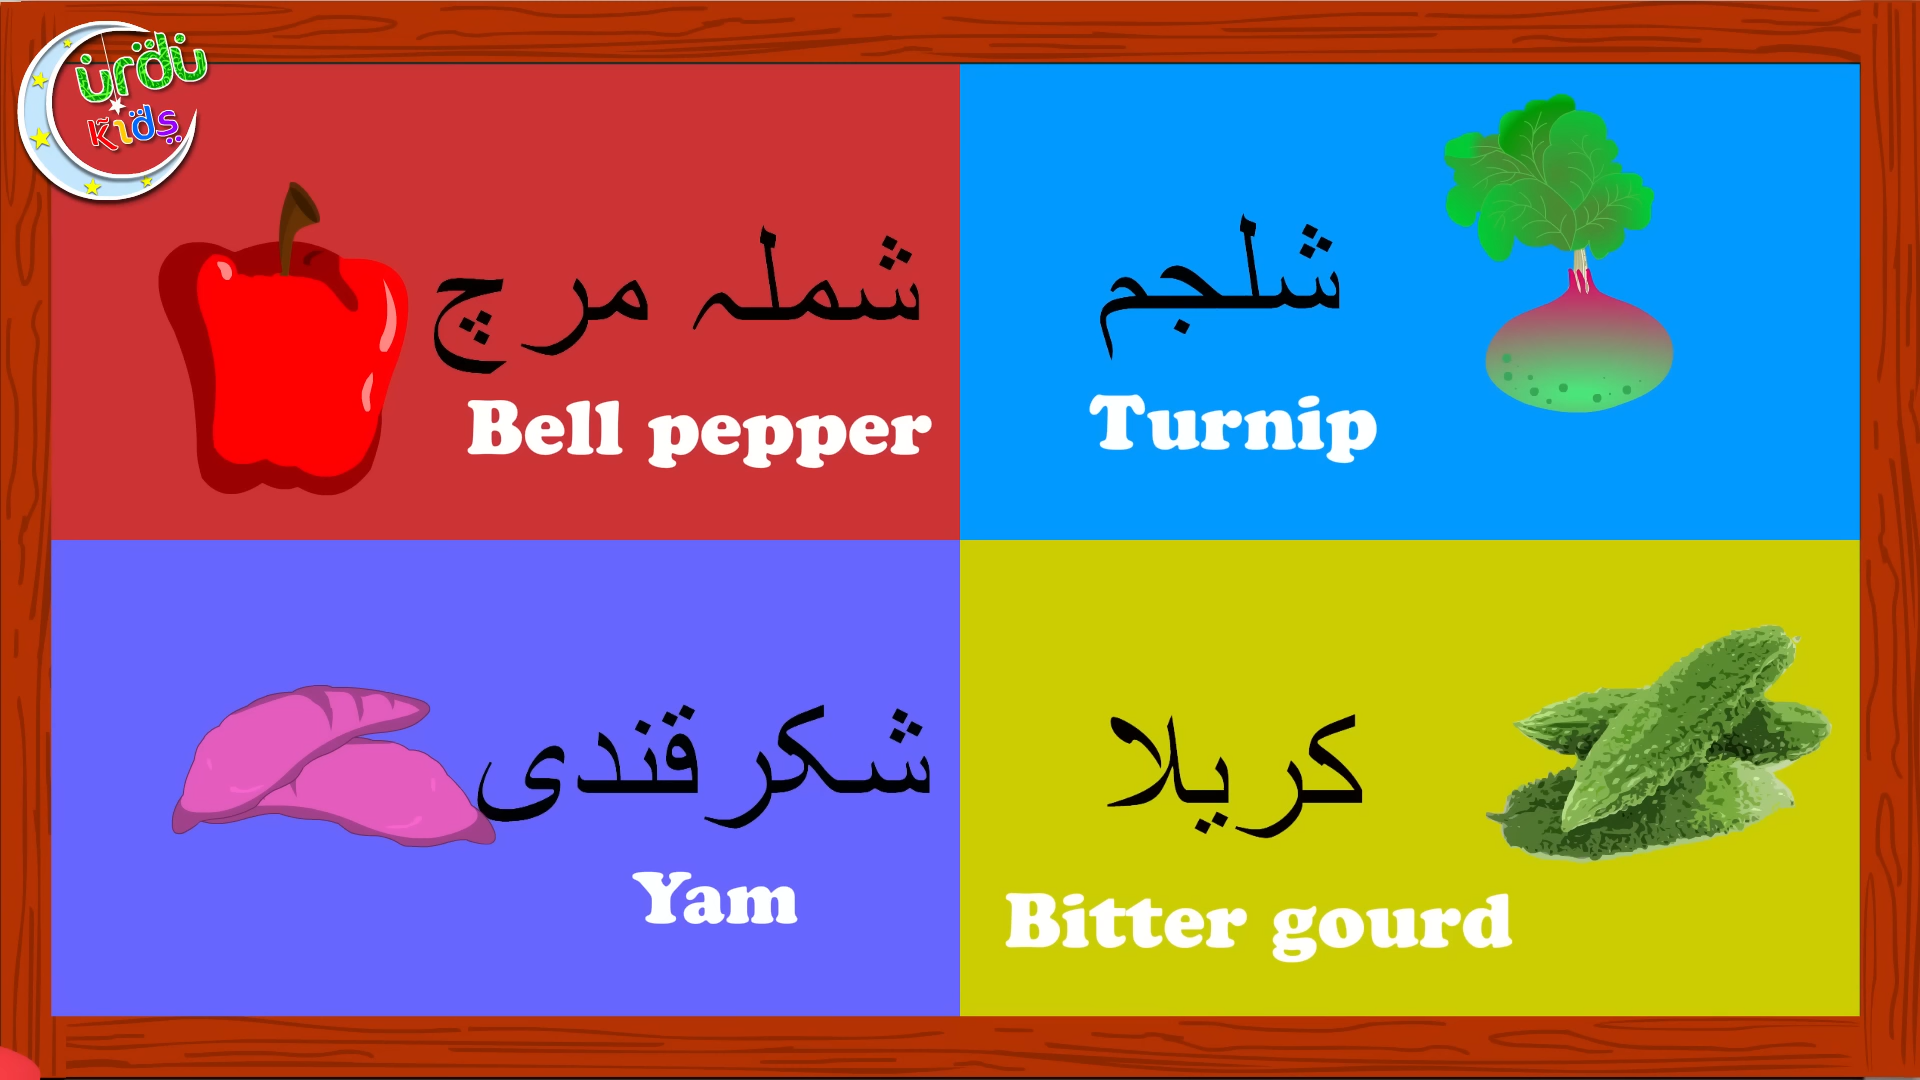 urdu
kids
شملہ مرچ
Bell pepper
شلجم
Turnip
شکرقندی
Yam
کریلا
Bitter gourd